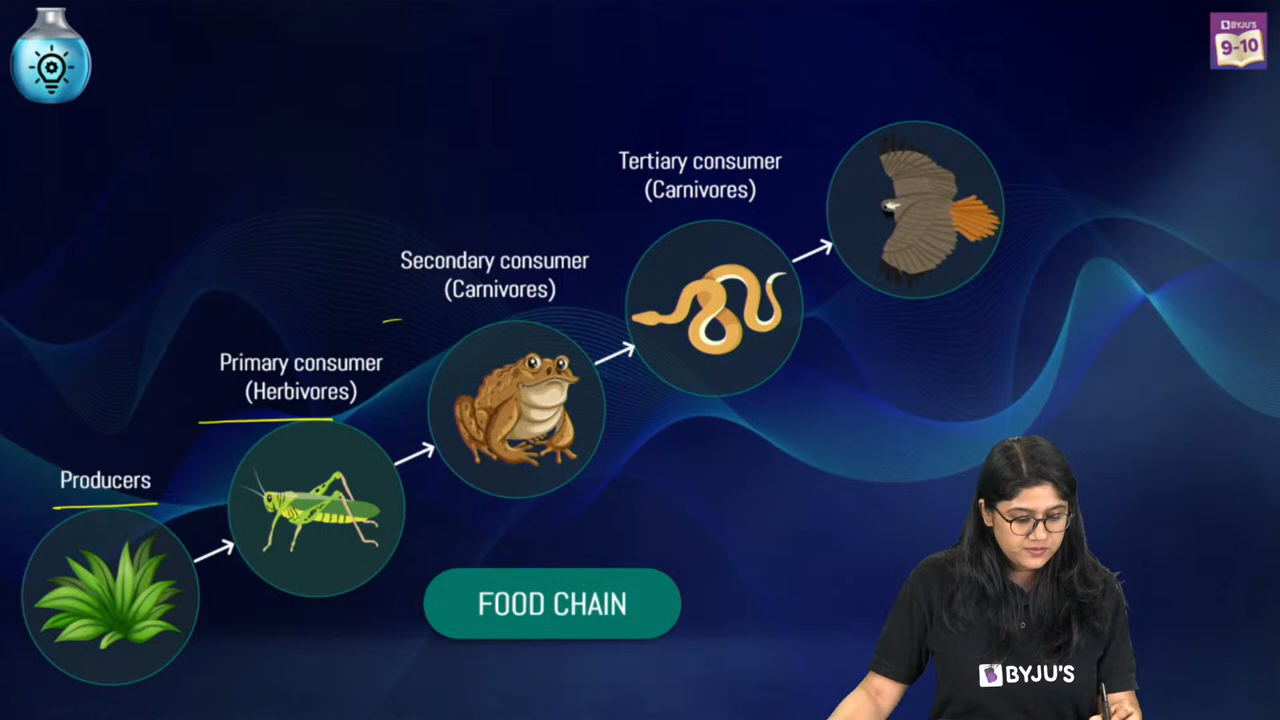 BYJU'S
9-10
Tertiary consumer
(Carnivores)
Secondary consumer
(Carnivores)
Primary consumer
(Herbivores)
Producers
FOOD CHAIN
BYJU'S